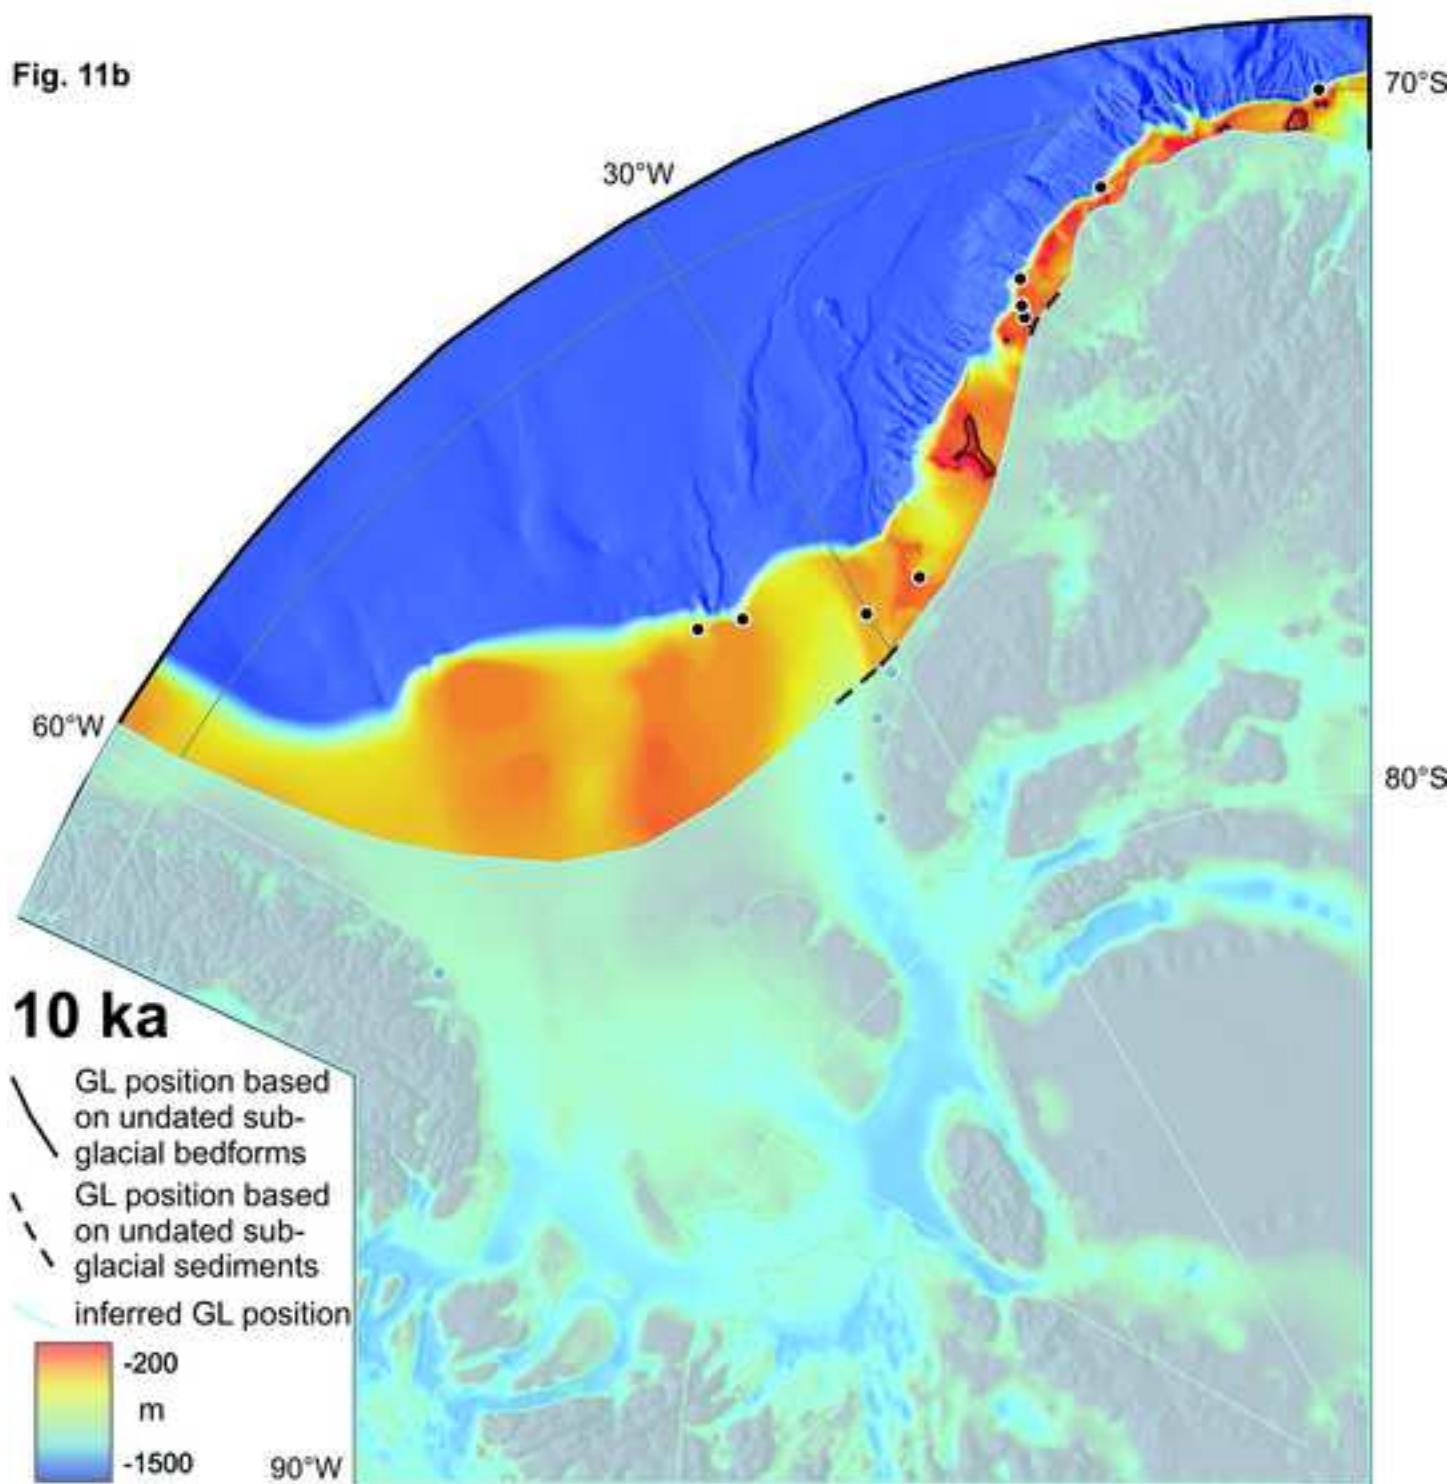 Fig. 11b
70°S
30°W
60°W
80°S
10 ka
GL position based
on undated sub-
glacial bedforms
GL position based
on undated sub-
glacial sediments
inferred GL position
-200
m
-1500
90°W